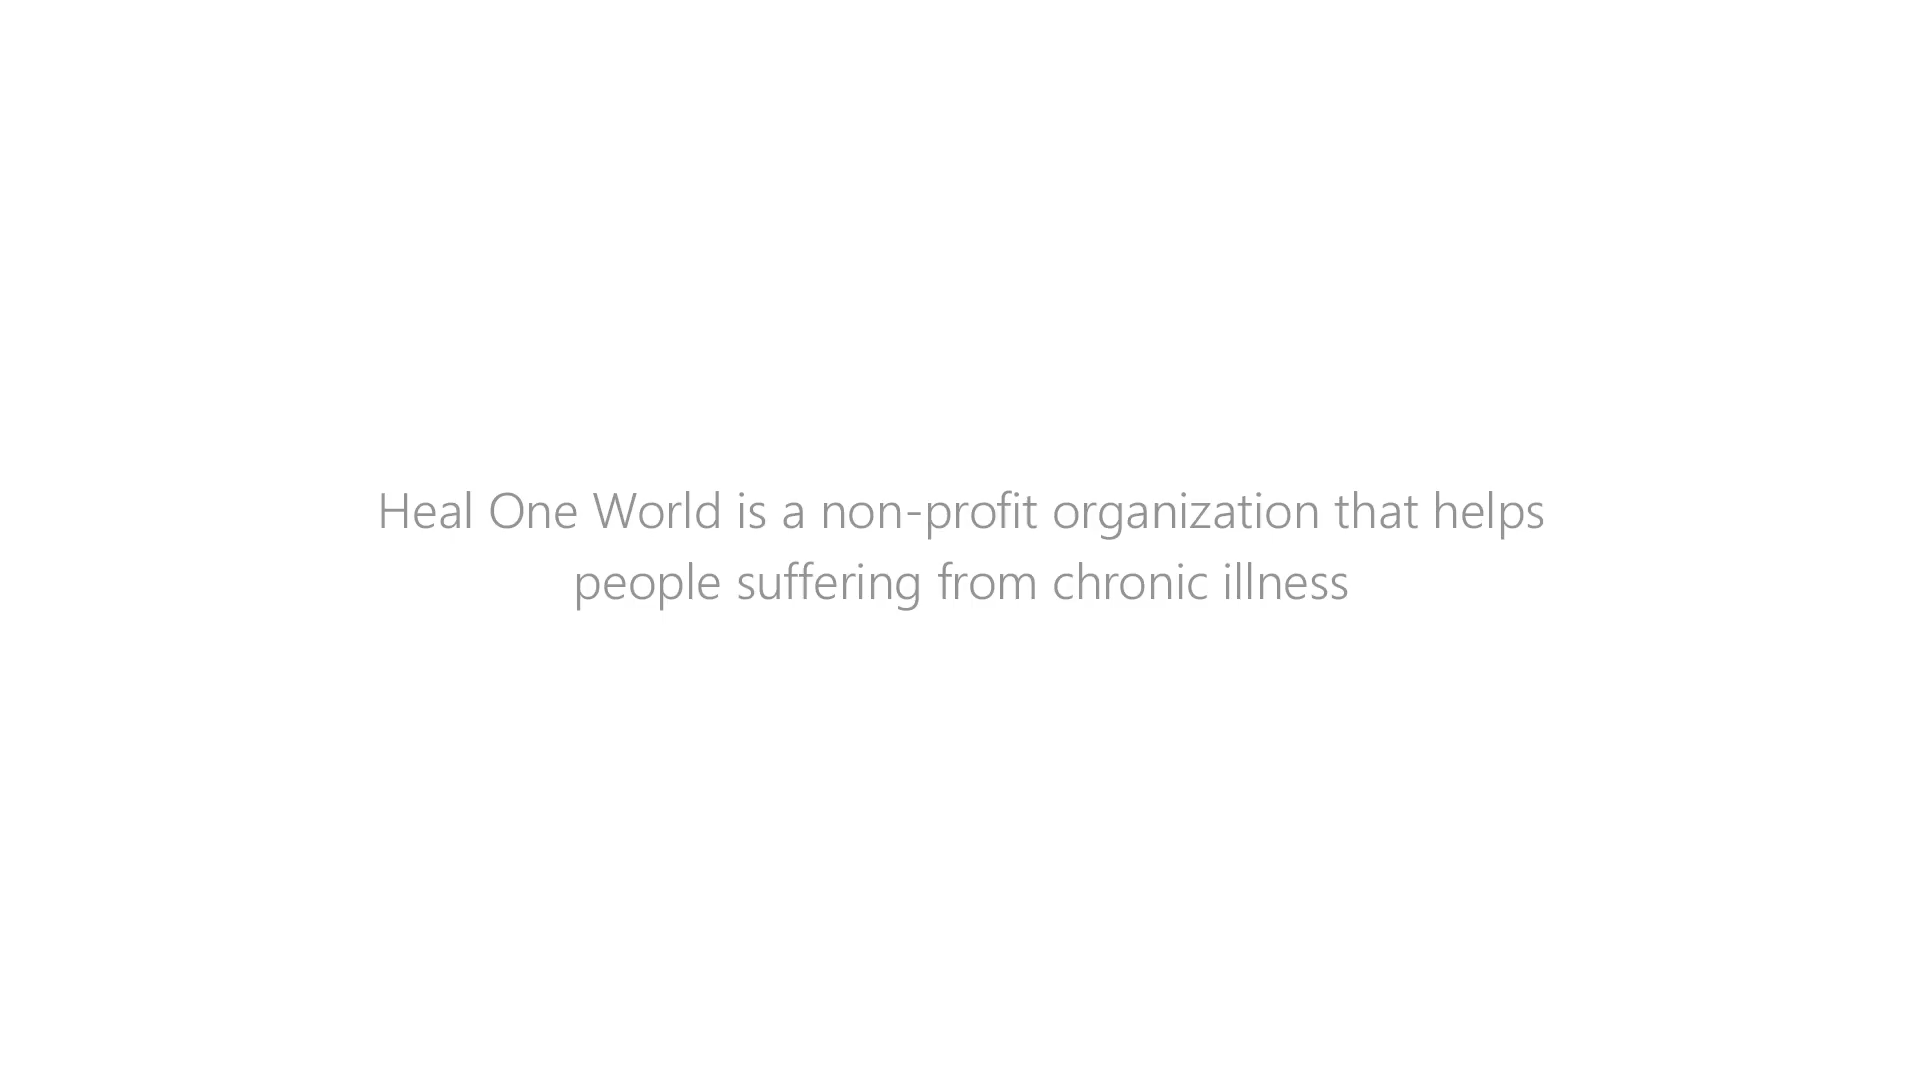 Heal One World is a non-profit organization that helps
people suffering from chronic illness